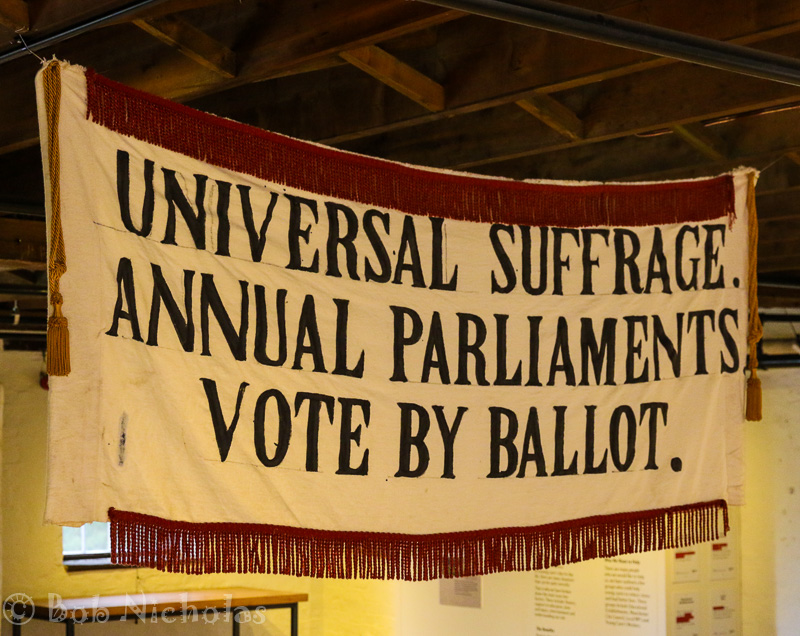 UNIVERSAL SUFFRAGE.
ANNUAL PARLIAMENTS
VOTE BY BALLOT.
© Bob Nicholas